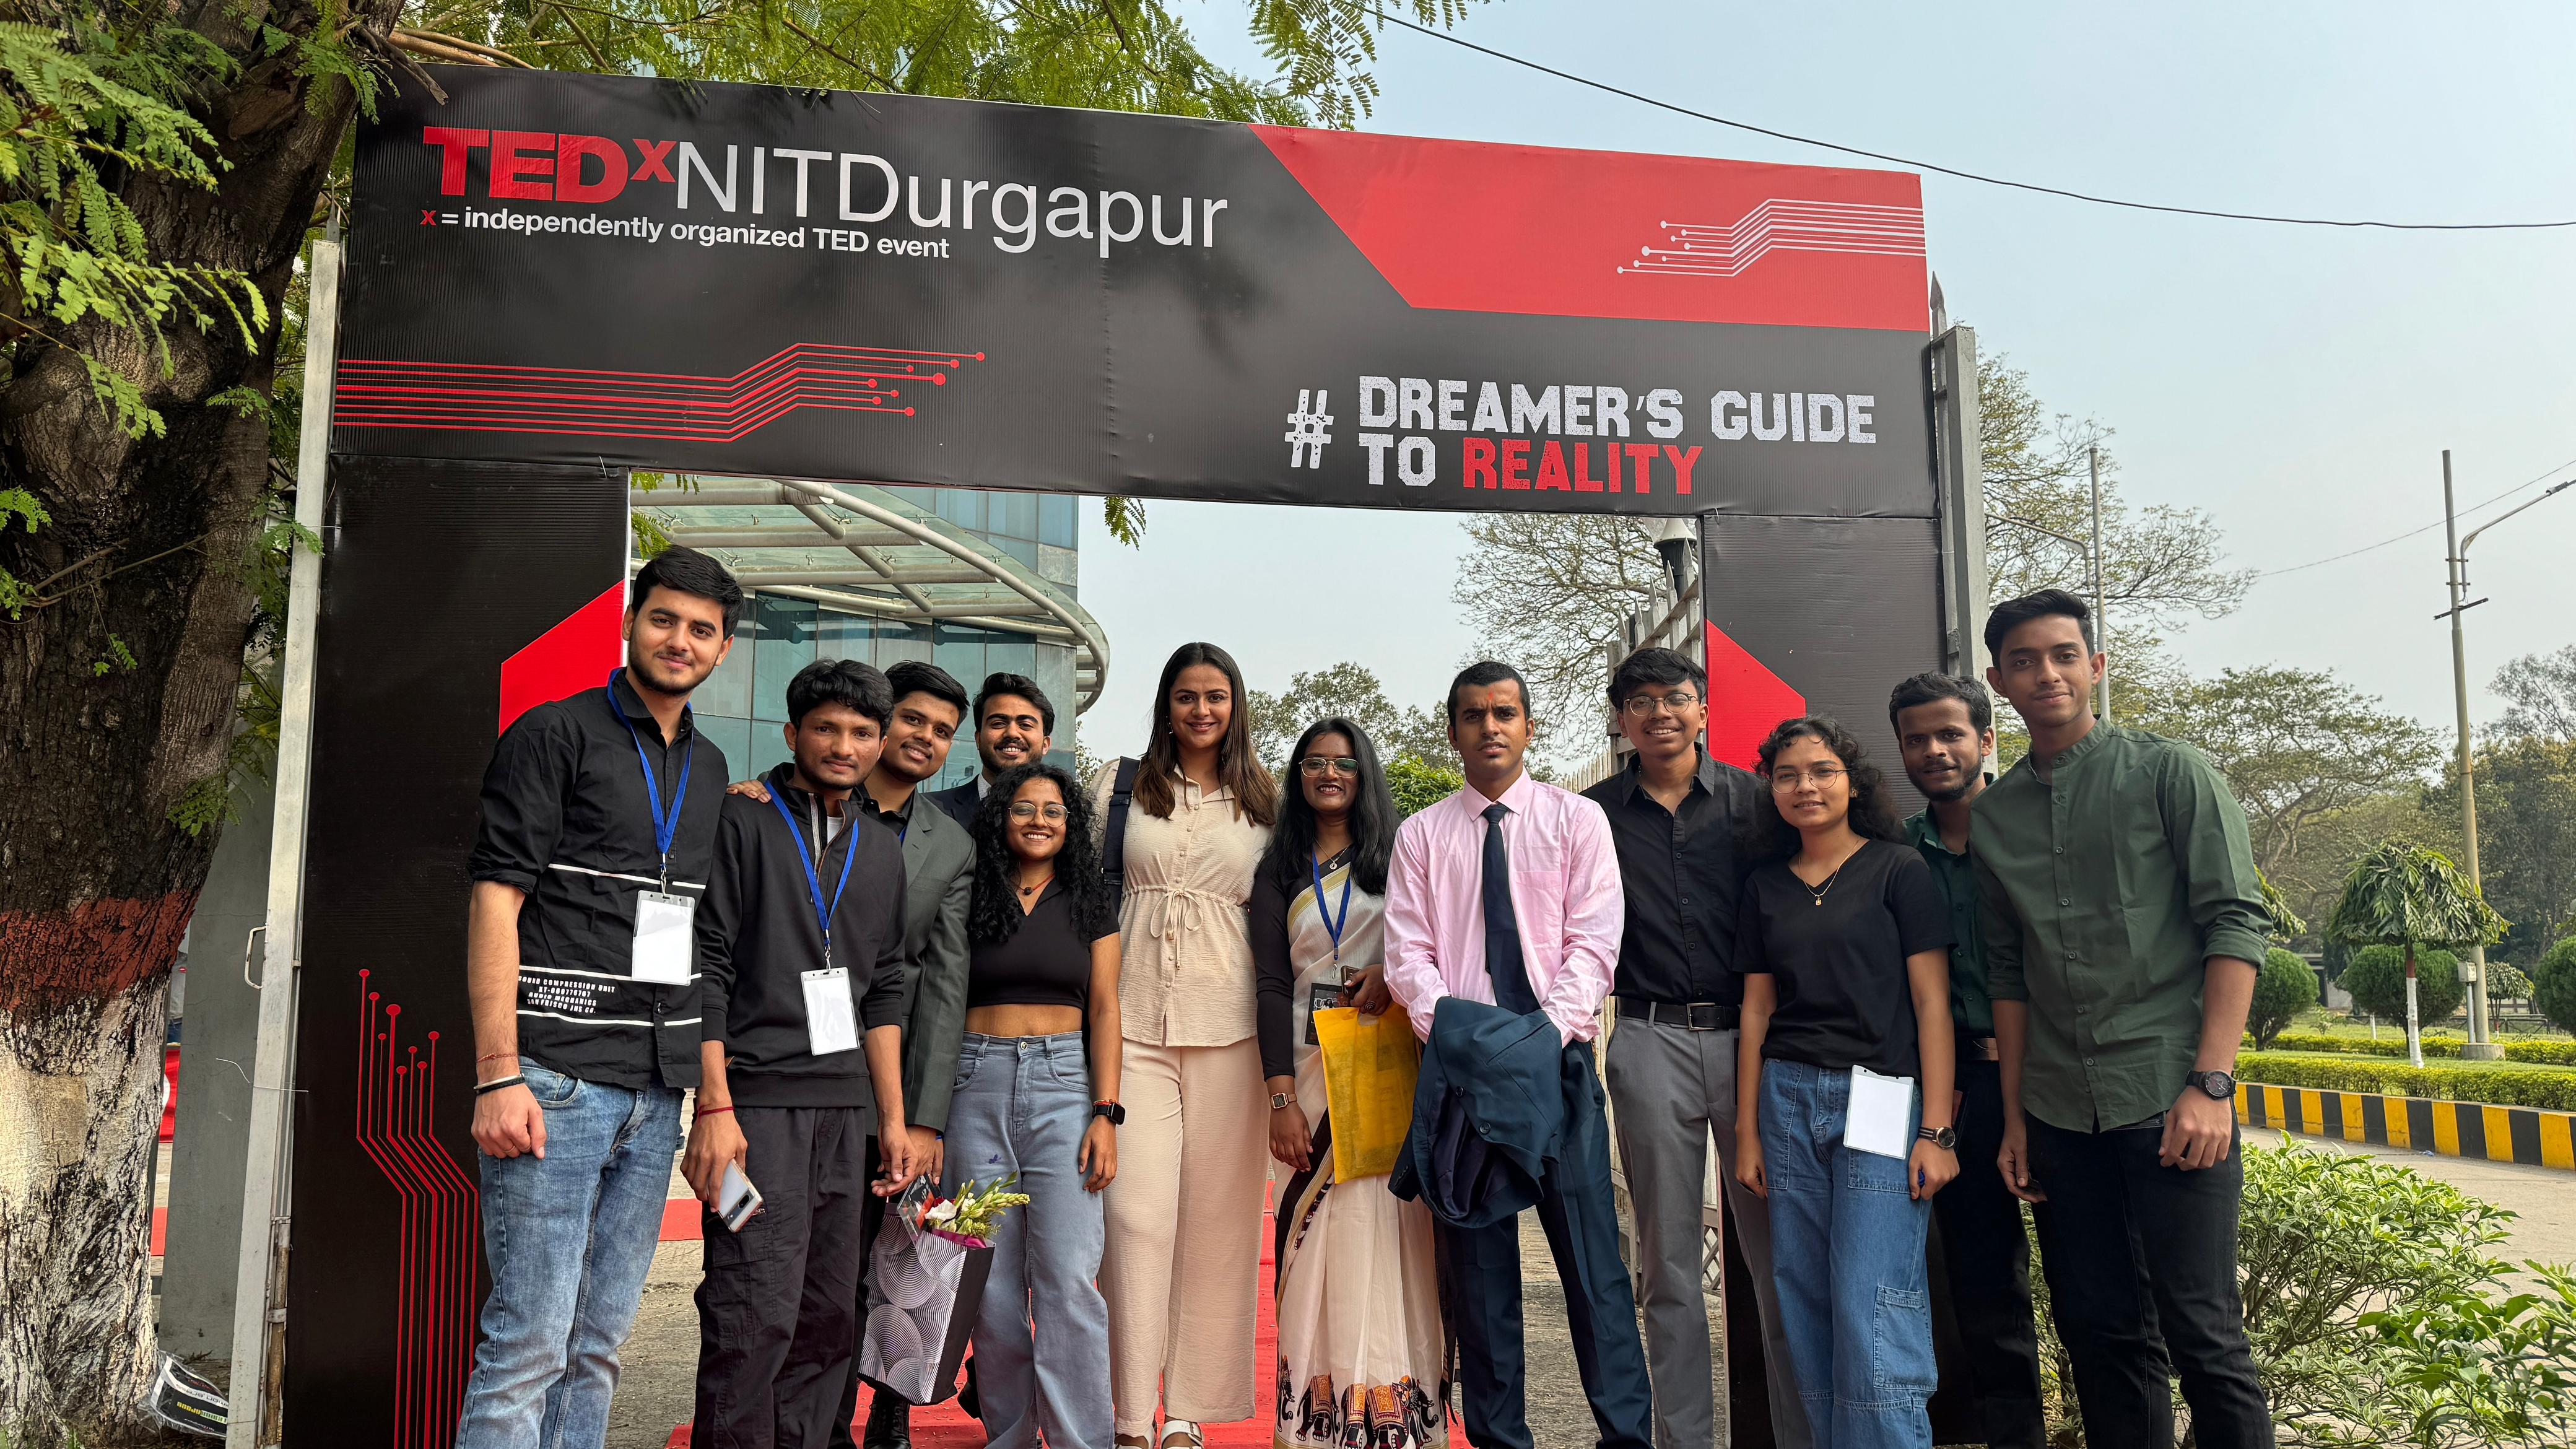 TEDxNITDurgapur
x = independently organized TED event
# DREAMER'S GUIDE
TO REALITY